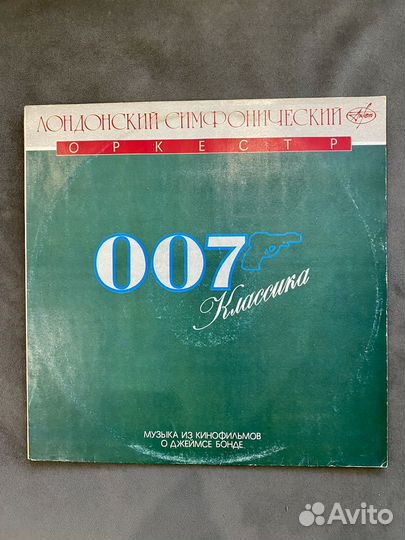 ЛОНДОНСКИЙ СИМФОНИЧЕСКИЙ
ОРКЕСТР
007
Классика
МУЗЫКА ИЗ КИНОФИЛЬМОВ
О ДЖЕЙМСЕ БОНДЕ
Avito